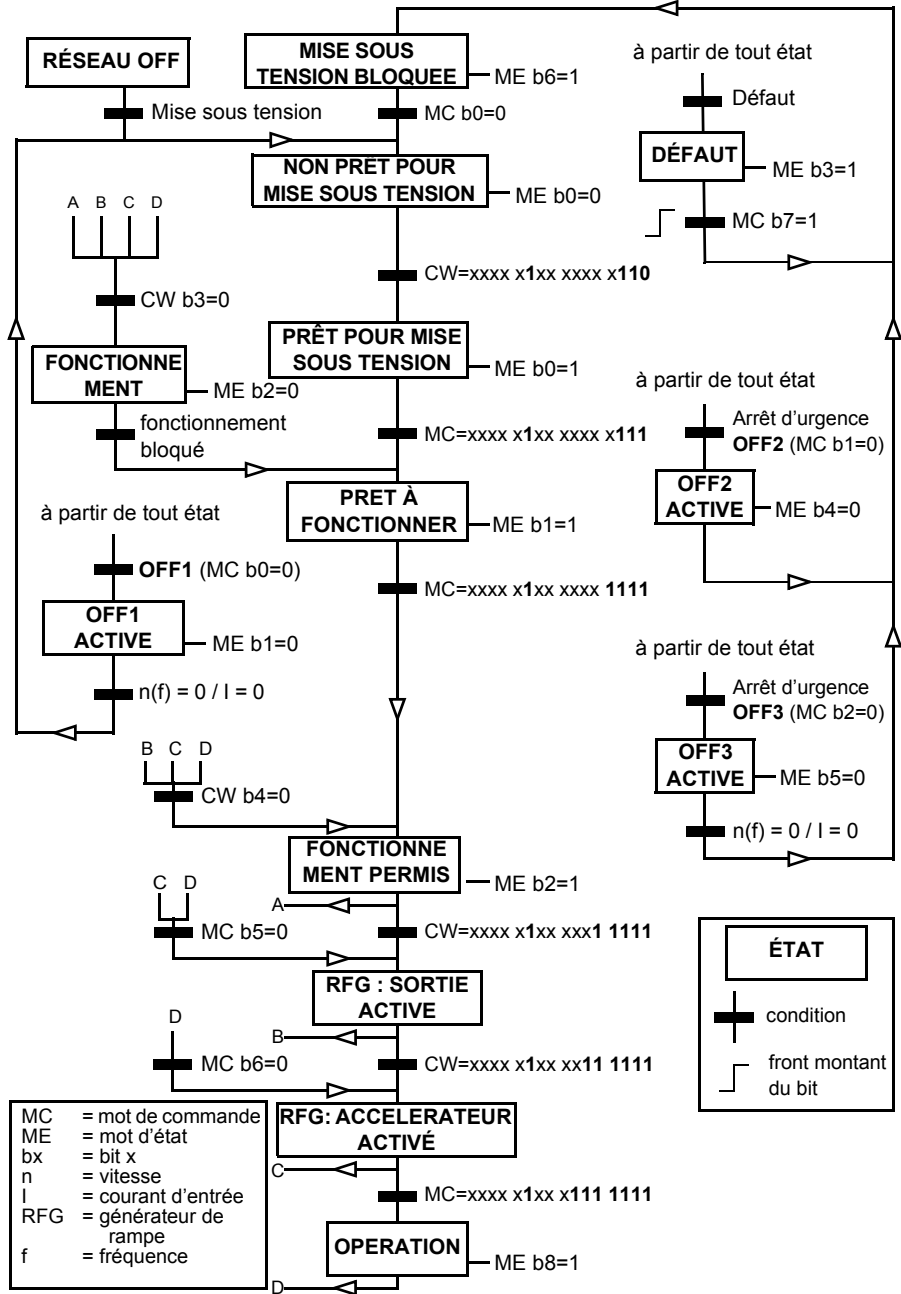 RÉSEAU OFF
Mise sous tension
MISE SOUS
TENSION BLOQUEE
ME b6=1
MC b0=0
à partir de tout état
Défaut
DÉFAUT
ME b3=1
MC b7=1
NON PRÉT POUR
MISE SOUS TENSION
ME b0=0
A B C D
CW b3=0
CW=xxxx x1xx xxxx x110
FONCTIONNE
MENT
ME b2=0
fonctionnement
bloqué
PRÊT POUR MISE
SOUS TENSION
ME b0=1
MC=xxxx x1xx xxxx x111
à partir de tout état
Arrêt d'urgence
OFF2 (MC b1=0)
OFF2
ACTIVE
ME b4=0
PRET À
FONCTIONNER
ME b1=1
à partir de tout état
OFF1 (MC b0=0)
OFF1
ACTIVE
ME b1=0
n(f) = 0 / I = 0
MC=xxxx x1xx xxxx 1111
à partir de tout état
Arrêt d'urgence
OFF3 (MC b2=0)
OFF3
ACTIVE
ME b5=0
n(f) = 0 / I = 0
B C D
CW b4=0
FONCTIONNE
MENT PERMIS
ME b2=1
A
C D
MC b5=0
CW=xxxx x1xx xxx1 1111
RFG : SORTIE
ACTIVE
B
D
MC b6=0
CW=xxxx x1xx xx11 1111
RFG: ACCELERATEUR
ACTIVÉ
C
MC=xxxx x1xx x111 1111
OPERATION
ME b8=1
D
ÉTAT
condition
front montant
du bit
MC = mot de commande
ME = mot d'état
bx = bit x
n = vitesse
I = courant d'entrée
RFG = générateur de
rampe
f = fréquence